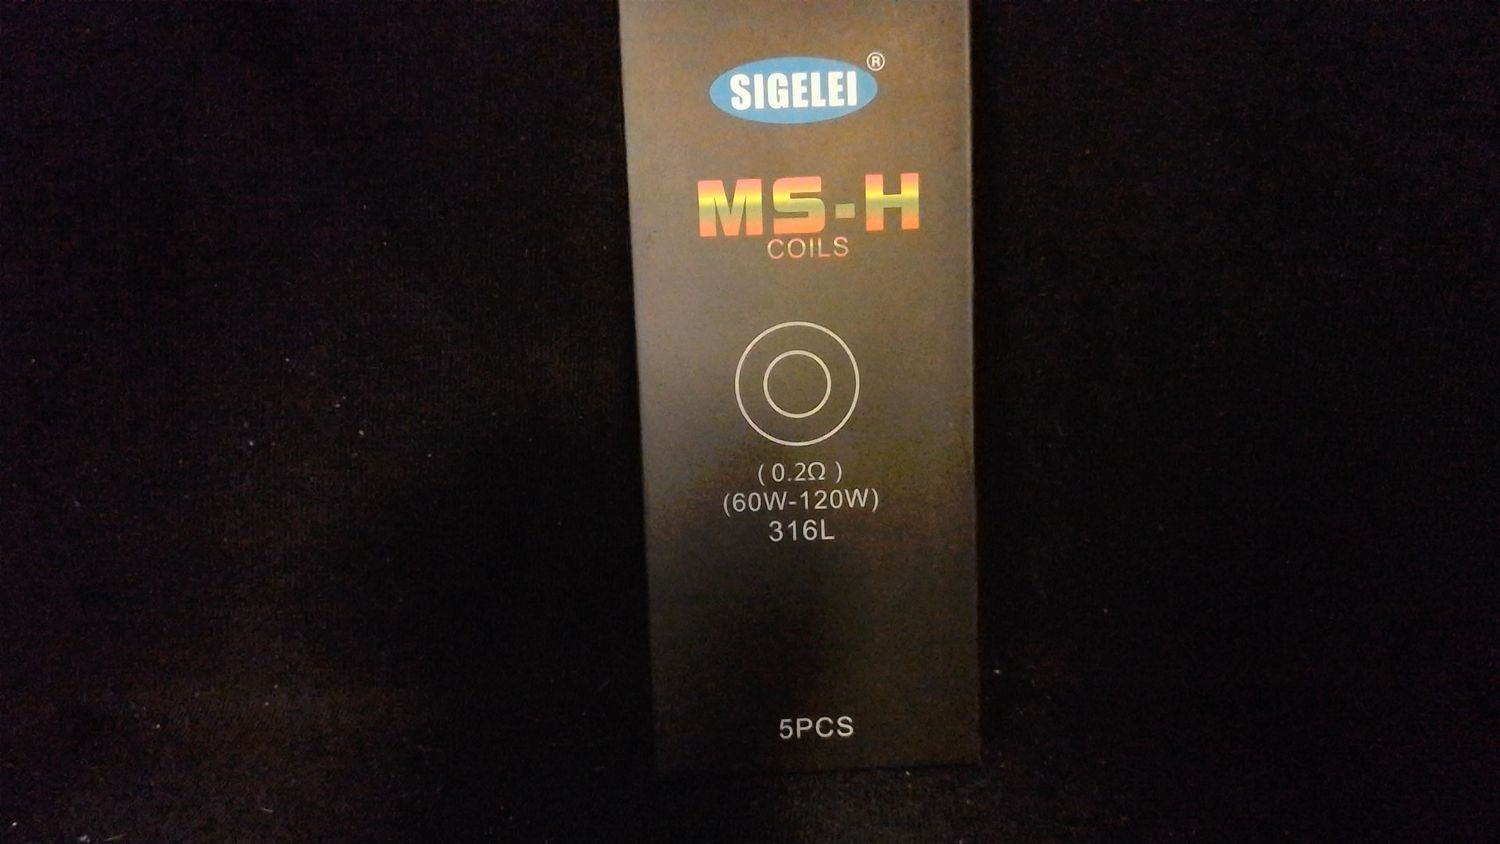 SIGELEI®
MS-H
COILS
( 0.2Ω )
(60W-120W)
316L
5PCS